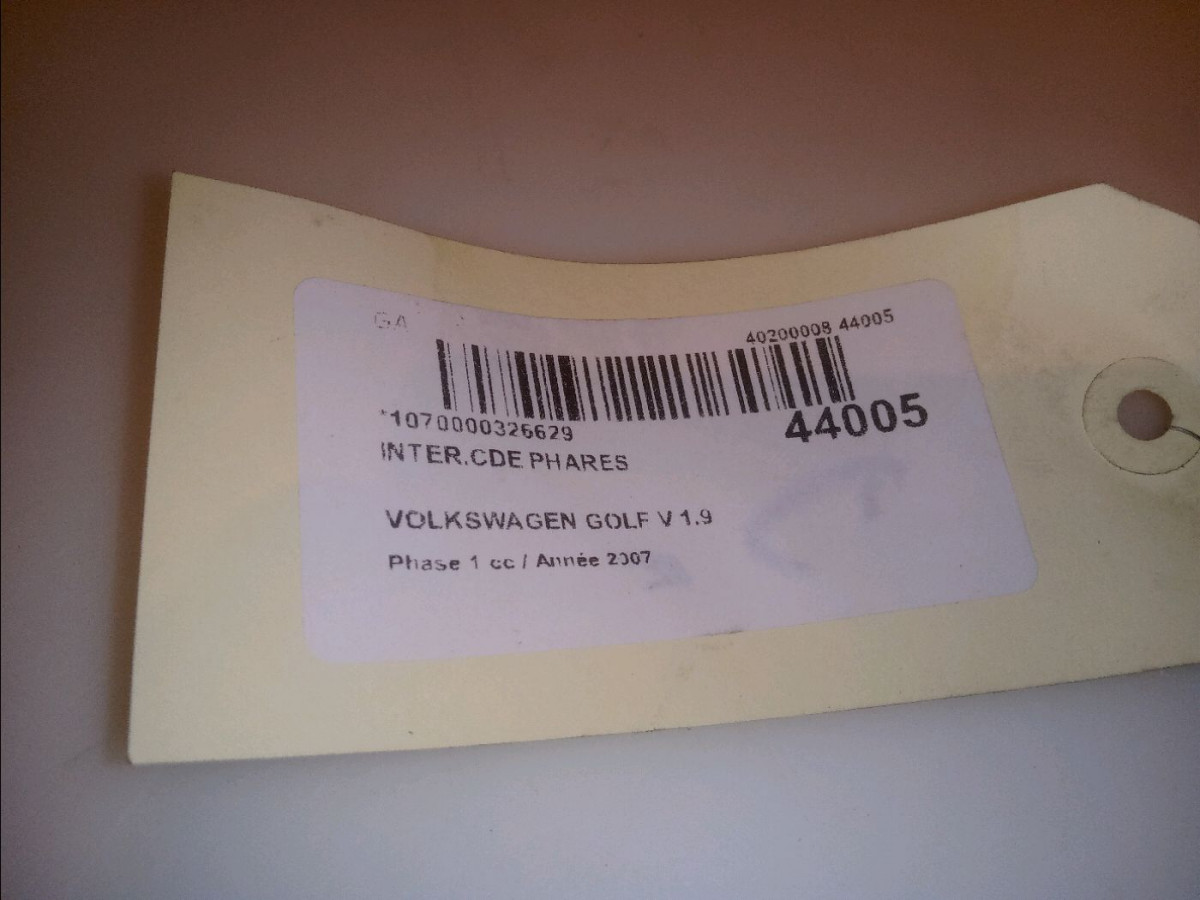 GA
40200008 44005
*1070000326629
44005
INTER.CDE PHARES
VOLKSWAGEN GOLF V 1.9
Phase 1 cc / Année 2007